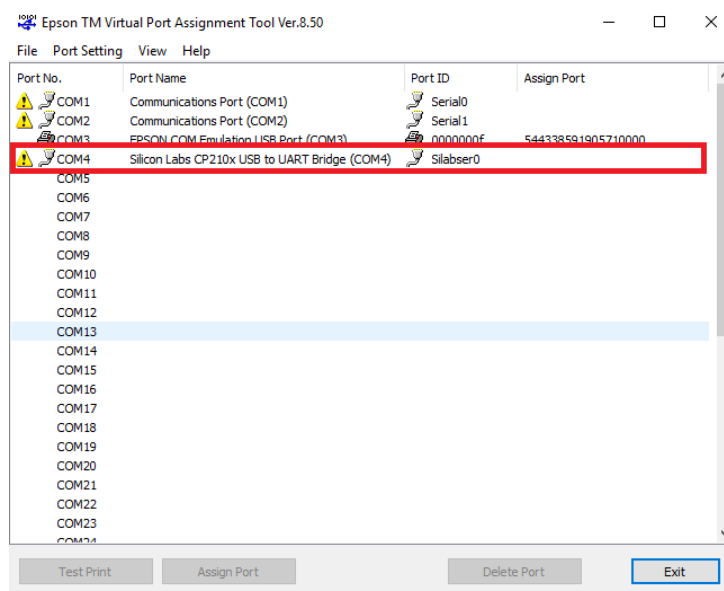 Epson TM Virtual Port Assignment Tool Ver.8.50
File Port Setting View Help
Port No. Port Name Port ID Assign Port
COM1 Communications Port (COM1) Serial0
COM2 Communications Port (COM2) Serial1
COM3 EPSON COM Emulation USB Port (COM3) 0000000f 544338591905710000
COM4 Silicon Labs CP210x USB to UART Bridge (COM4) Silabser0
COM5
COM6
COM7
COM8
COM9
COM10
COM11
COM12
COM13
COM14
COM15
COM16
COM17
COM18
COM19
COM20
COM21
COM22
COM23
COM24
Test Print Assign Port Delete Port Exit